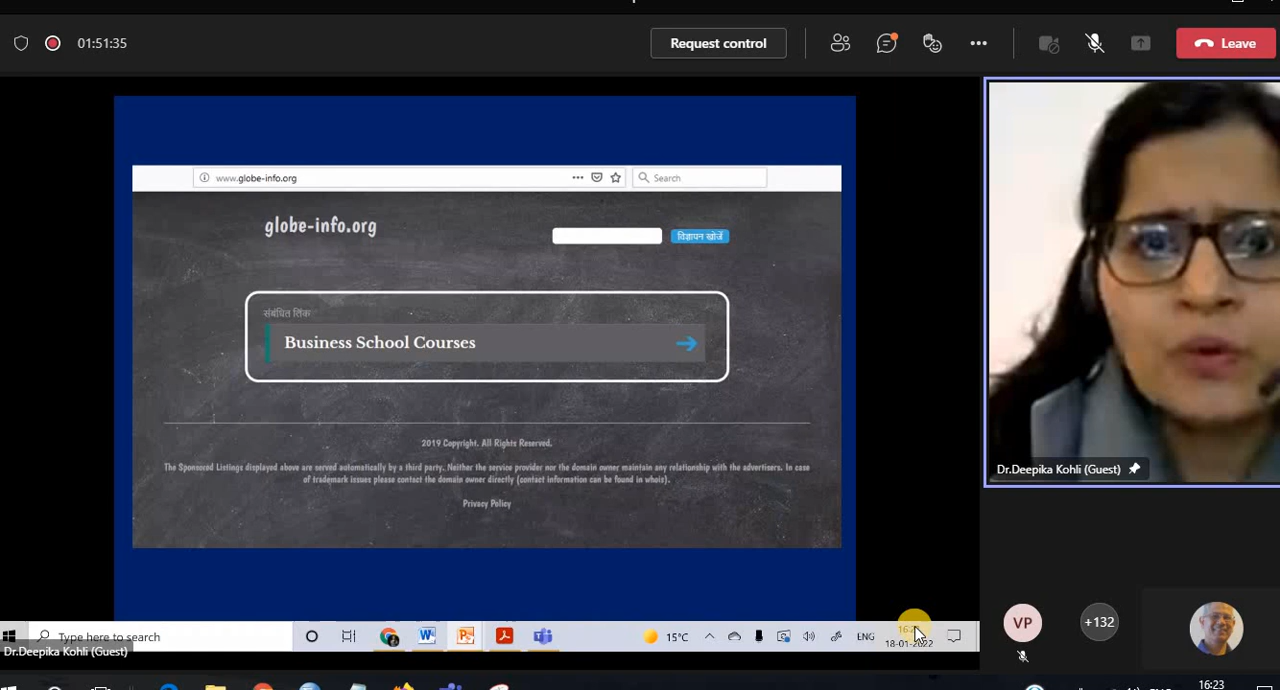 01:51:35
Request control
Leave
www.globe-info.org
Search
globe-info.org
विज्ञापन खोजें
संबंधित लिंक
Business School Courses
2019 Copyright. All Rights Reserved.
The Sponsored Listings displayed above are served automatically by a third party. Neither the service provider nor the domain owner maintain any relationship with the advertisers. In case
of trademark issues please contact the domain owner directly (contact information can be found in whois).
Privacy Policy
Dr.Deepika Kohli (Guest)
VP
+132
Type here to search
15°C
ENG
18-01-2022
Dr.Deepika Kohli (Guest)
16:23